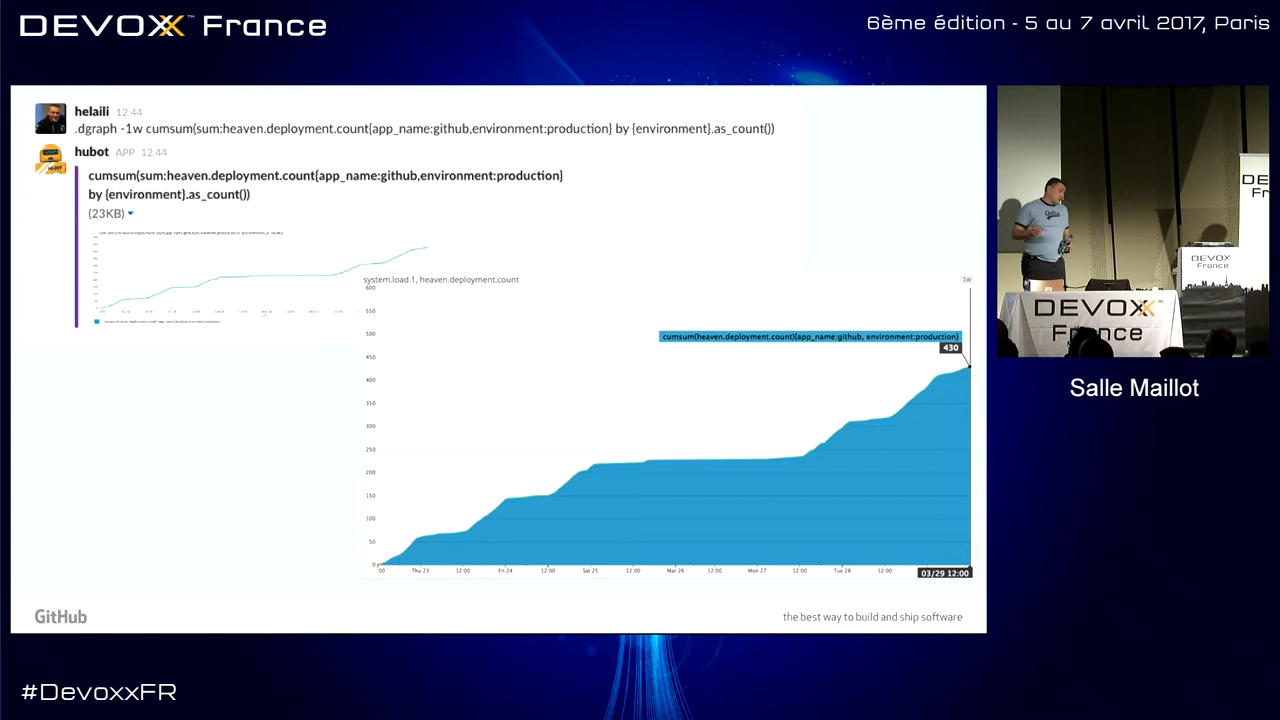 DEVOXX™ France
6ème édition - 5 au 7 avril 2017, Paris
helaili 12:44
.dgraph -1w cumsum(sum:heaven.deployment.count{app_name:github,environment:production} by {environment}.as_count())
hubot APP 12:44
cumsum(sum:heaven.deployment.count{app_name:github,environment:production}
by {environment}.as_count())
(23KB)
system.load.1, heaven.deployment.count
1w
600
550
500
450
400
350
300
250
200
150
100
50
0
cumsum(heaven.deployment.count){app_name:github, environment:production}
430
:00
Thu 23
12:00
Fri 24
12:00
Sat 25
12:00
Mar 26
12:00
Mon 27
12:00
Tue 28
12:00
03/29 12:00
GitHub
the best way to build and ship software
DE
Fr
DEVOXX
France
DEVOXX™
France
Salle Maillot
#DevoxxFR